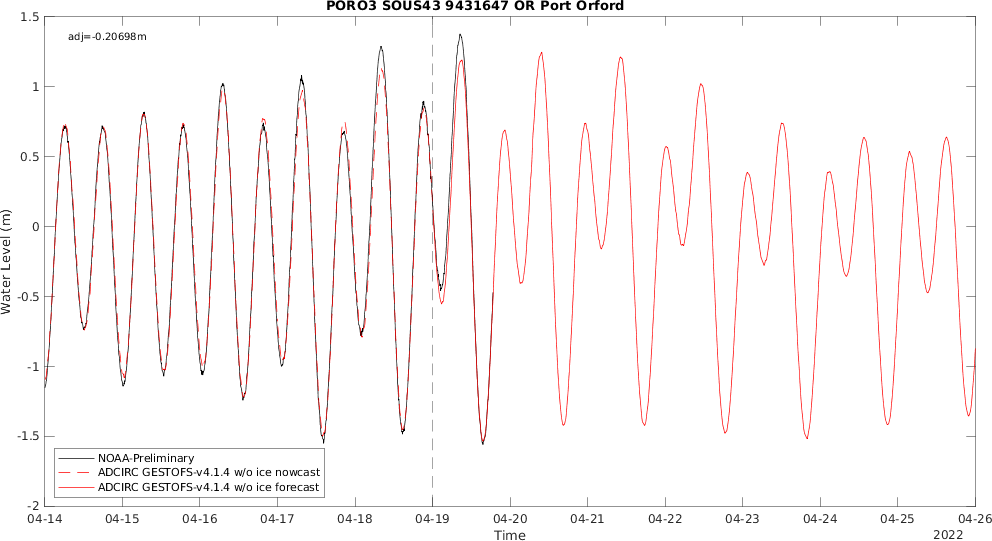 PORO3 SOUS43 9431647 OR Port Orford
adj=-0.20698m
1.5
1
0.5
0
-0.5
-1
-1.5
-2
Water Level (m)
NOAA-Preliminary
ADCIRC GESTOFS-v4.1.4 w/o ice nowcast
ADCIRC GESTOFS-v4.1.4 w/o ice forecast
04-14 04-15 04-16 04-17 04-18 04-19 04-20 04-21 04-22 04-23 04-24 04-25 04-26
Time
2022